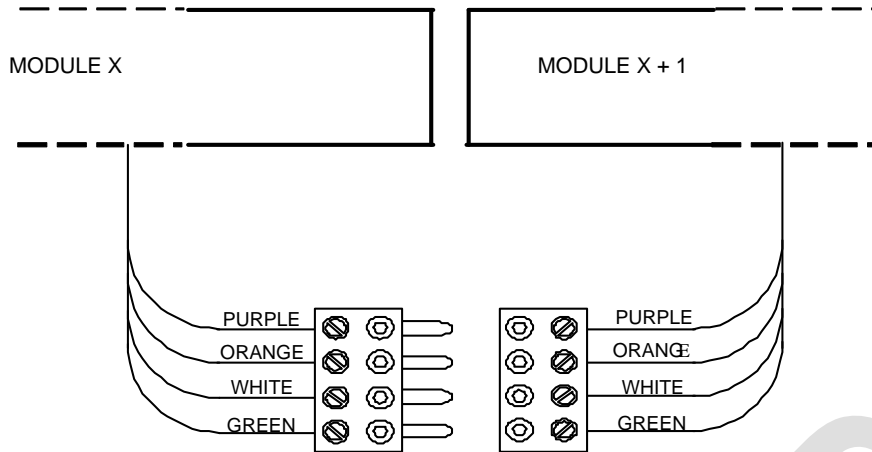 MODULE X
MODULE X + 1
PURPLE
ORANGE
WHITE
GREEN
PURPLE
ORANGE
WHITE
GREEN